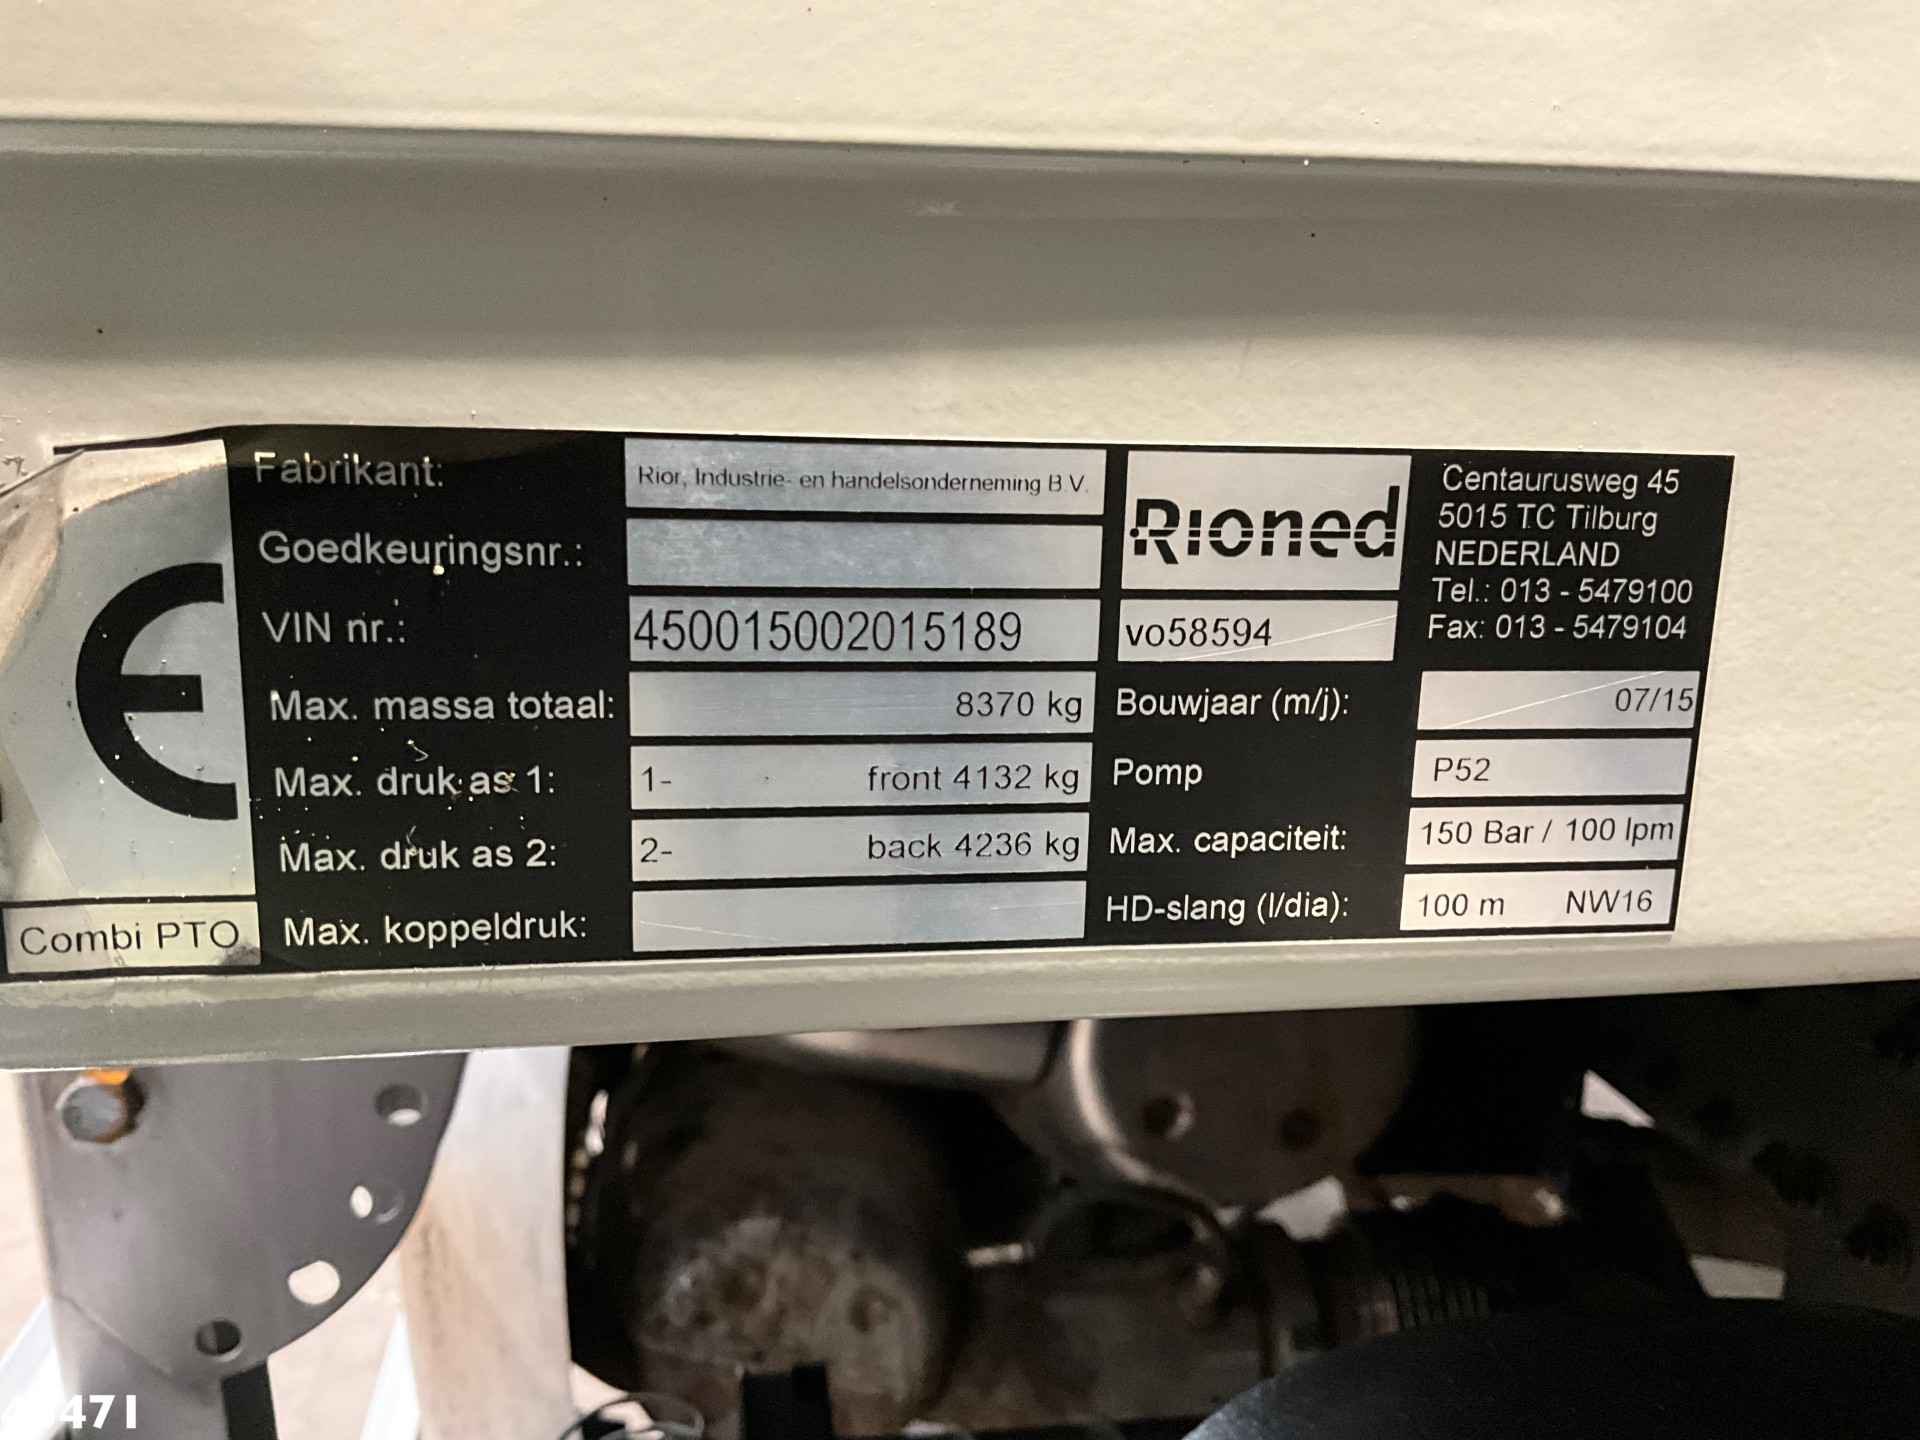 Fabrikant: Rior, Industrie- en handelsonderneming B.V.
Goedkeuringsnr.:
VIN nr.: 450015002015189
Max. massa totaal: 8370 kg
Max. druk as 1: 1- front 4132 kg
Max. druk as 2: 2- back 4236 kg
Max. koppeldruk:
CE
Combi PTO
Rioned
vo58594
Centaurusweg 45
5015 TC Tilburg
NEDERLAND
Tel.: 013 - 5479100
Fax: 013 - 5479104
Bouwjaar (m/j): 07/15
Pomp P52
Max. capaciteit: 150 Bar / 100 lpm
HD-slang (l/dia): 100 m NW16